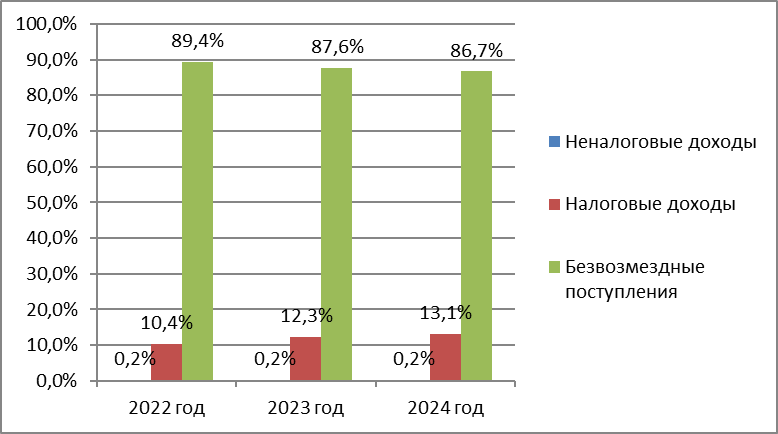 100,0%
90,0%
80,0%
70,0%
60,0%
50,0%
40,0%
30,0%
20,0%
10,0%
0,0%
89,4%
87,6%
86,7%
10,4%
12,3%
13,1%
0,2%
0,2%
0,2%
2022 год
2023 год
2024 год
Неналоговые доходы
Налоговые доходы
Безвозмездные
поступления